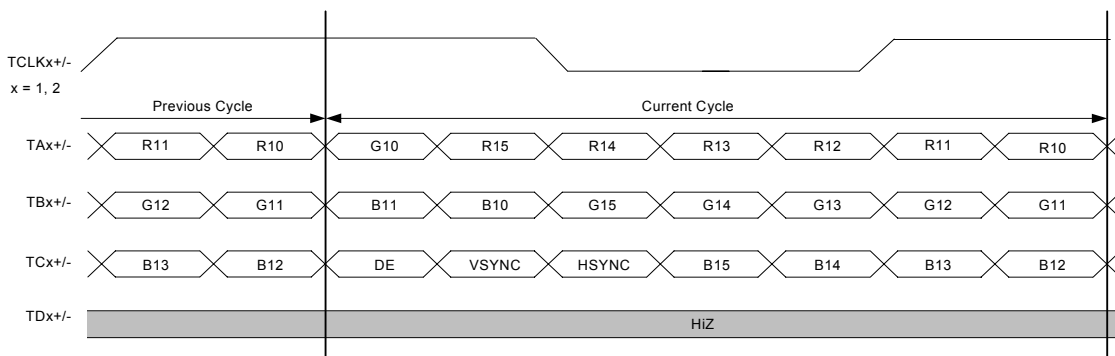 TCLKx+/-
x = 1, 2
Previous Cycle Current Cycle
TAx+/- R11 R10 G10 R15 R14 R13 R12 R11 R10
TBx+/- G12 G11 B11 B10 G15 G14 G13 G12 G11
TCx+/- B13 B12 DE VSYNC HSYNC B15 B14 B13 B12
TDx+/- HiZ